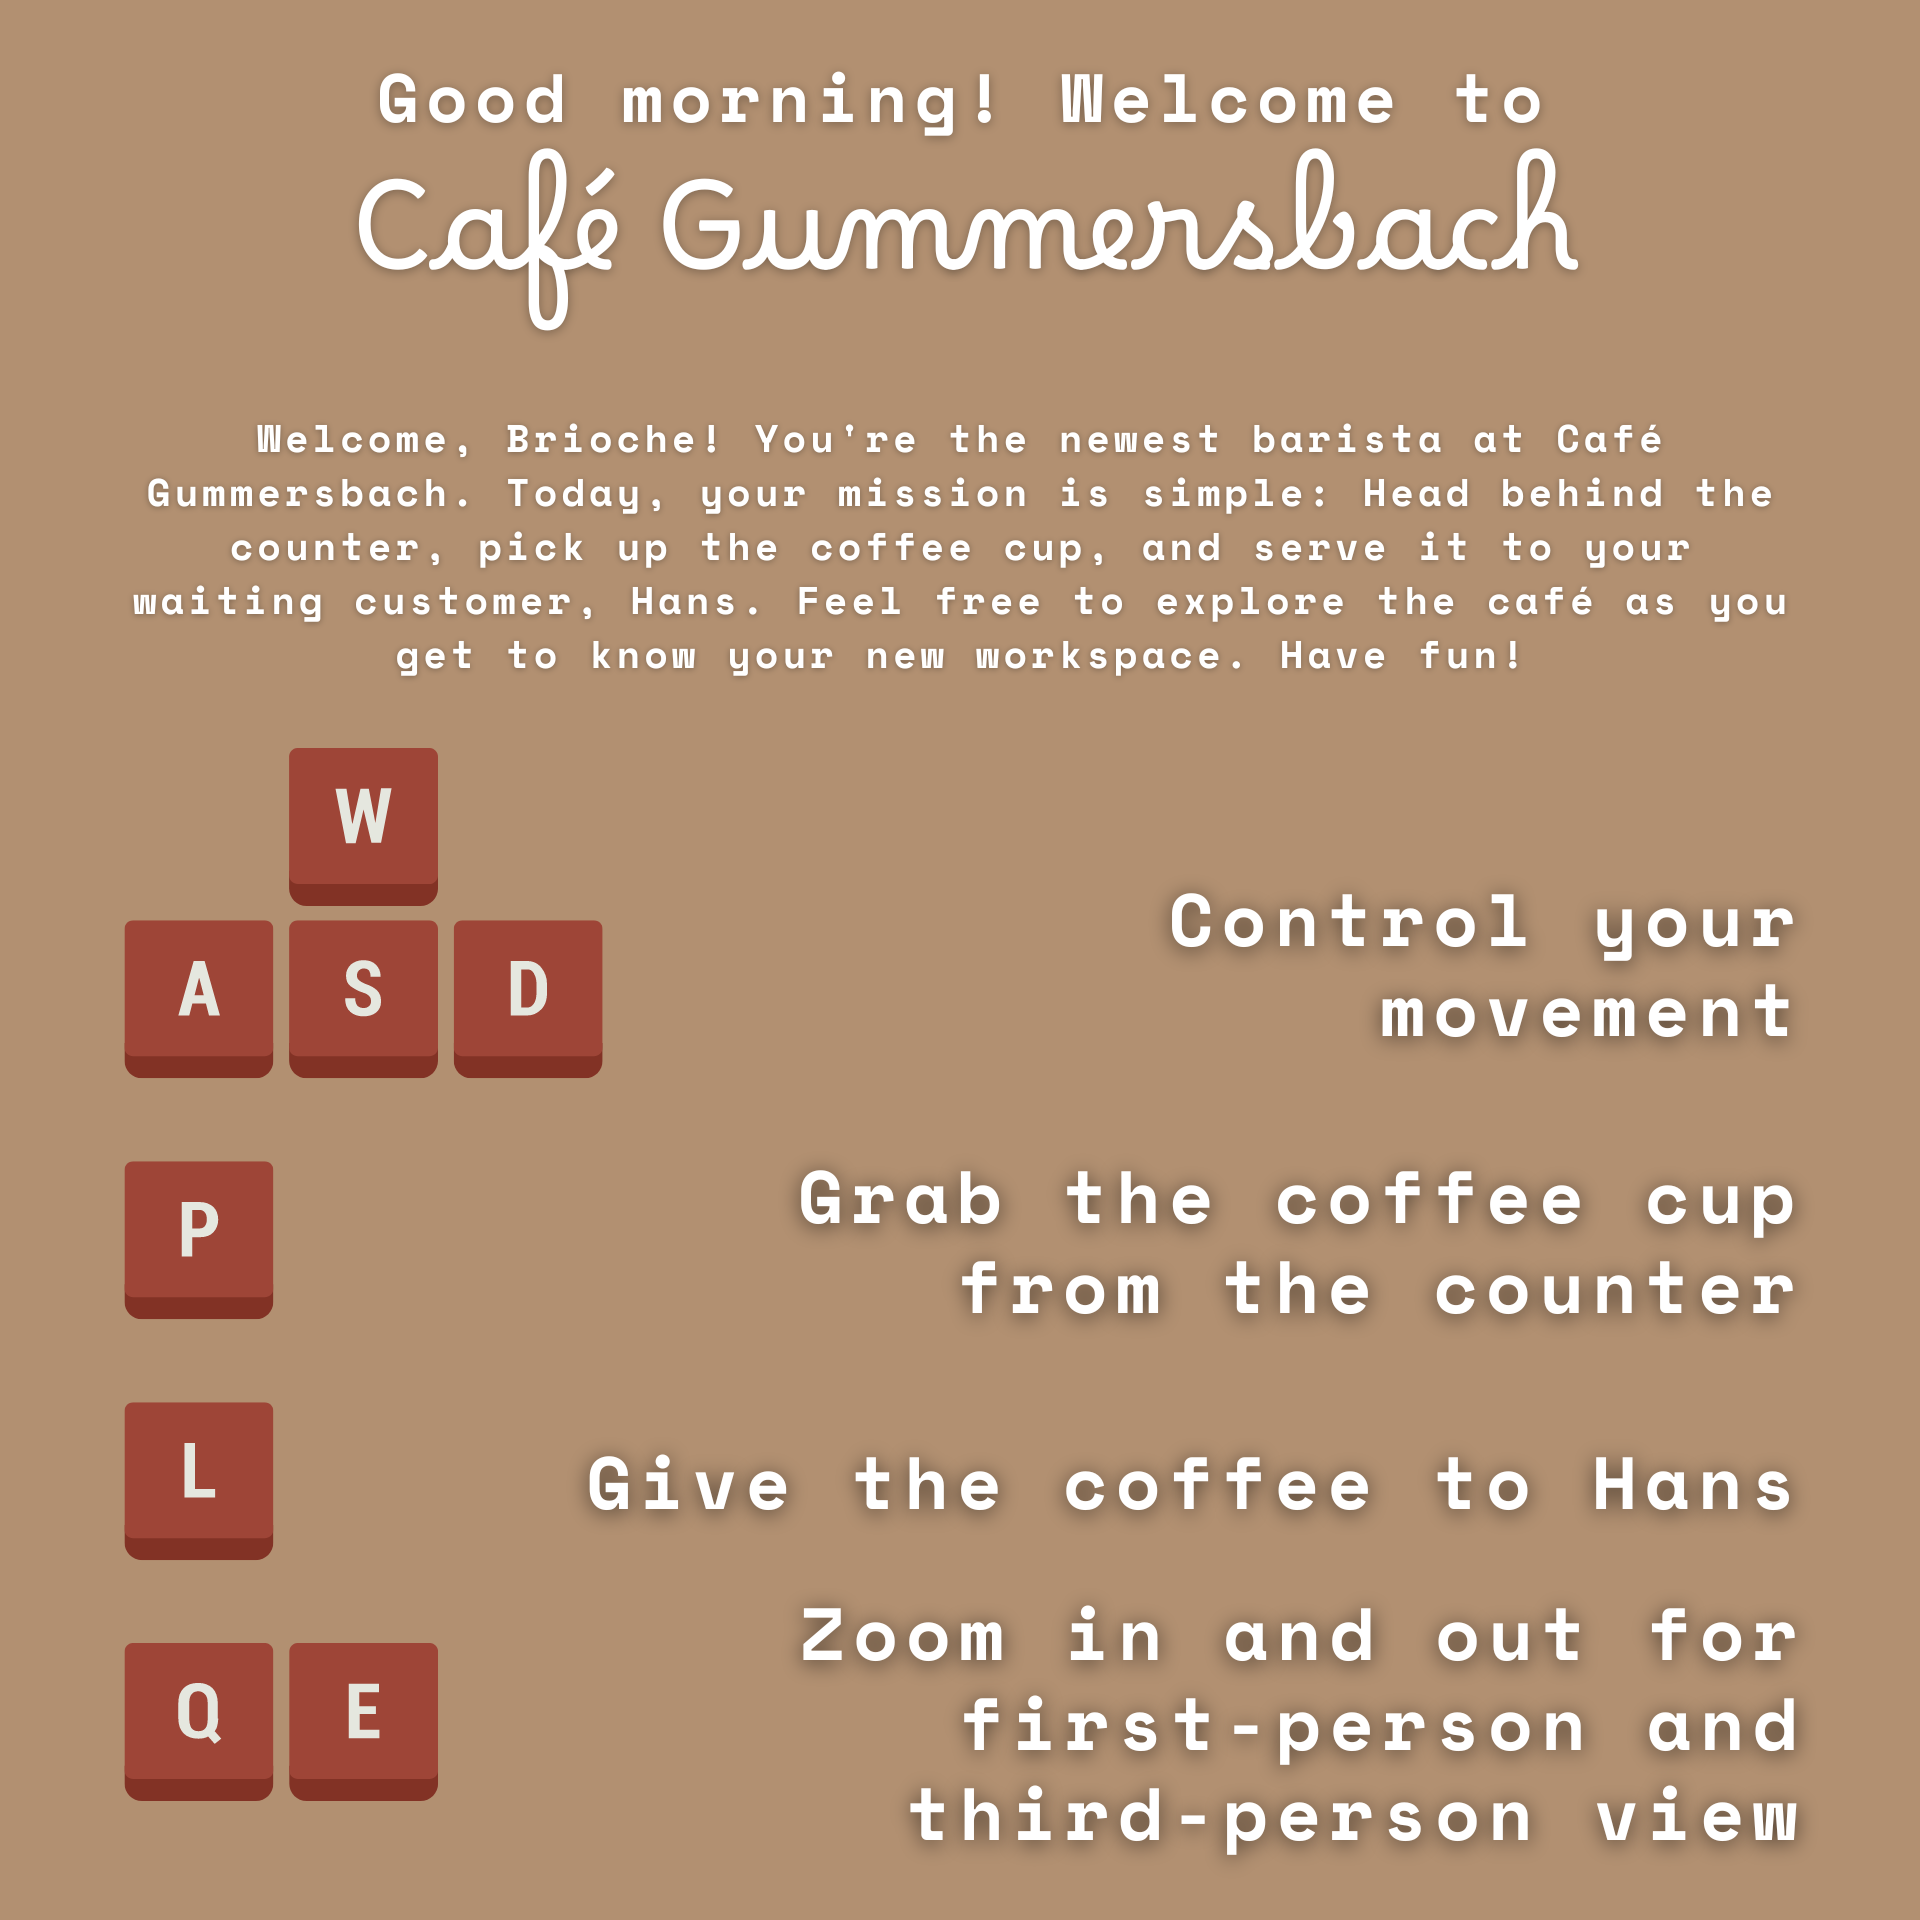 Good morning! Welcome to
Café Gummersbach
Welcome, Brioche! You're the newest barista at Café
Gummersbach. Today, your mission is simple: Head behind the
counter, pick up the coffee cup, and serve it to your
waiting customer, Hans. Feel free to explore the café as you
get to know your new workspace. Have fun!
W
A S D
Control your
movement
P
Grab the coffee cup
from the counter
L
Give the coffee to Hans
Q E
Zoom in and out for
first-person and
third-person view